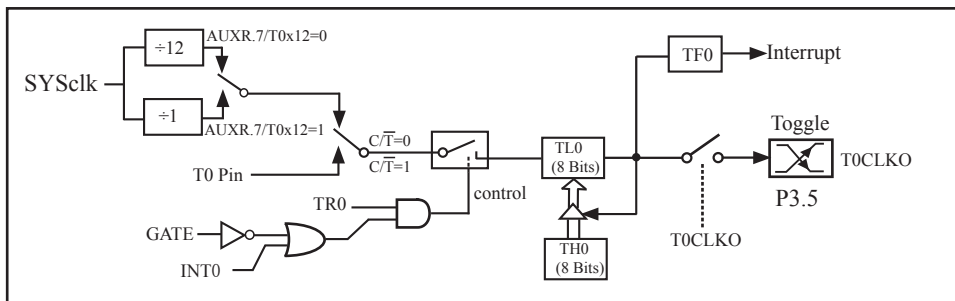 AUXR.7/T0x12=0
÷12
SYSclk
÷1
AUXR.7/T0x12=1
T0 Pin
C/T̅=0
C/T̅=1
control
TR0
GATE
INT0
TL0
(8 Bits)
TH0
(8 Bits)
TF0
Interrupt
Toggle
T0CLKO
P3.5
T0CLKO